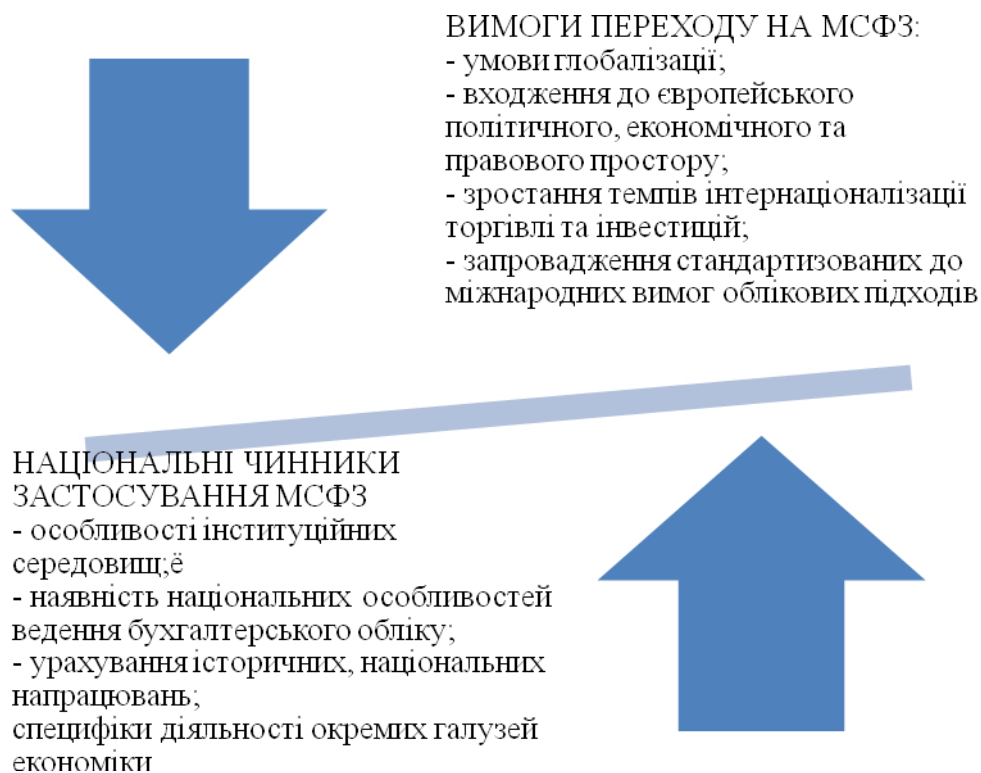 ВИМОГИ ПЕРЕХОДУ НА МСФЗ:
- умови глобалізації;
- входження до європейського
політичного, економічного та
правового простору;
- зростання темпів інтернаціоналізації
торгівлі та інвестицій;
- запровадження стандартизованих до
міжнародних вимог облікових підходів
НАЦІОНАЛЬНІ ЧИННИКИ
ЗАСТОСУВАННЯ МСФЗ
- особливості інституційних
середовищ;ё
- наявність національних особливостей
ведення бухгалтерського обліку;
- урахування історичних, національних
напрацювань;
специфіки діяльності окремих галузей
економіки